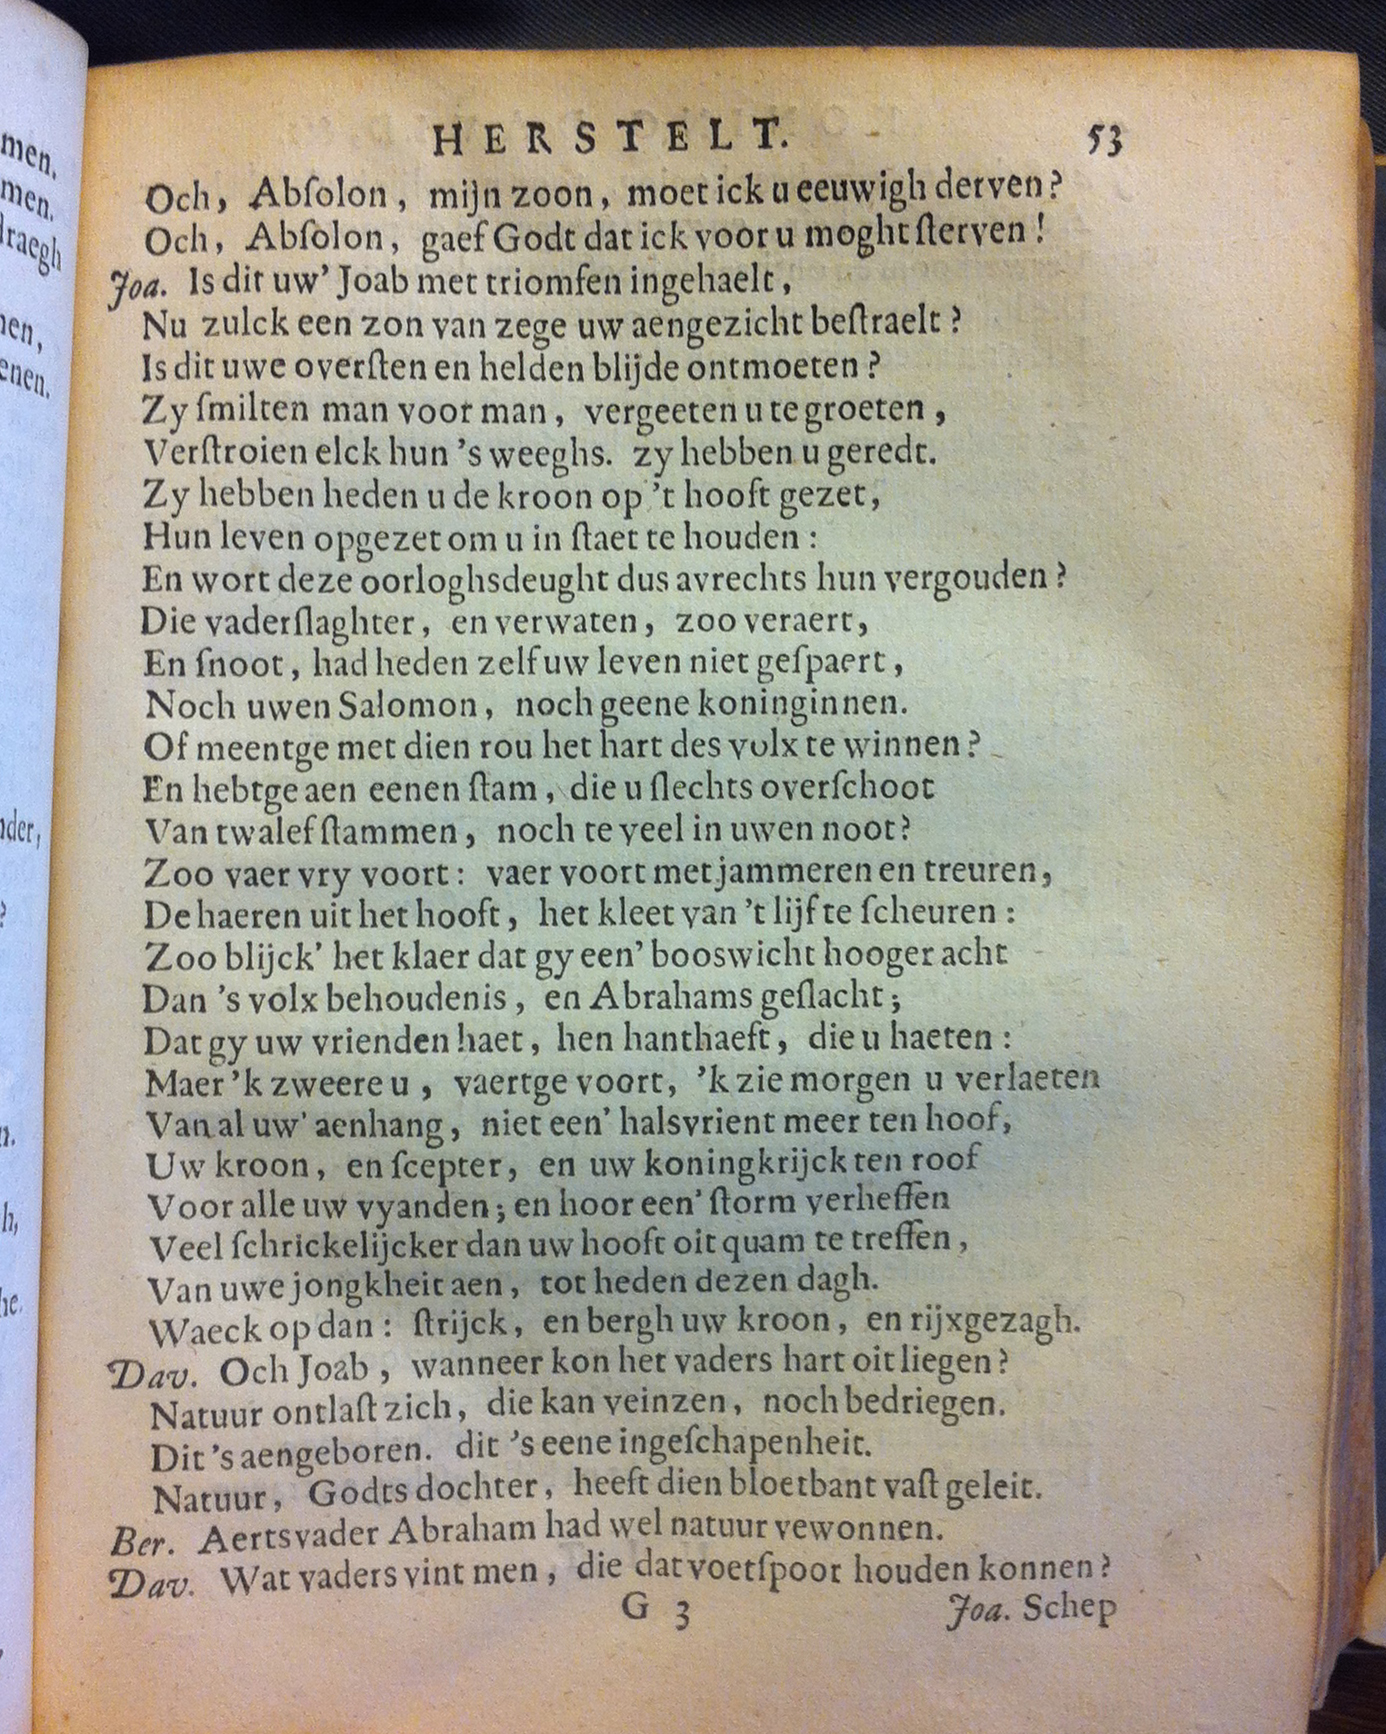 HERSTELT. 53
Och, Abſolon, mijn zoon, moet ick u eeuwigh derven?
Och, Abſolon, gaef Godt dat ick voor u moght ſterven!
Joa. Is dit uw' Joab met triomfen ingehaelt,
Nu zulck een zon van zege uw aengezicht beſtraelt?
Is dit uwe overſten en helden blijde ontmoeten?
Zy ſmilten man voor man, vergeeten u te groeten,
Verſtroien elck hun 's weeghs. zy hebben u geredt.
Zy hebben heden u de kroon op 't hooft gezet,
Hun leven opgezet om u in ſtaet te houden:
En wort deze oorloghsdeught dus avrechts hun vergouden?
Die vaderſlaghter, en verwaten, zoo veraert,
En ſnoot, had heden zelf uw leven niet geſpaert,
Noch uwen Salomon, noch geene koninginnen.
Of meentge met dien rou het hart des volx te winnen?
En hebtge aen eenen ſtam, die u ſlechts overſchoot
Van twalef ſtammen, noch te veel in uwen noot?
Zoo vaer vry voort: vaer voort met jammeren en treuren,
De haeren uit het hooft, het kleet van 't lijf te ſcheuren:
Zoo blijck' het klaer dat gy een' booswicht hooger acht
Dan 's volx behoudenis, en Abrahams geſlacht;
Dat gy uw vrienden haet, hen hanthaeft, die u haeten:
Maer 'k zweere u, vaertge voort, 'k zie morgen u verlaeten
Van al uw' aenhang, niet een' halsvrient meer ten hoof,
Uw kroon, en ſcepter, en uw koningkrijck ten roof
Voor alle uw vyanden; en hoor een' ſtorm verheffen
Veel ſchrickelijcker dan uw hooft oit quam te treffen,
Van uwe jongkheit aen, tot heden dezen dagh.
Waeck op dan: ſtrijck, en bergh uw kroon, en rijxgezagh.
Dav. Och Joab, wanneer kon het vaders hart oit liegen?
Natuur ontlaſt zich, die kan veinzen, noch bedriegen.
Dit 's aengeboren. dit 's eene ingeſchapenheit.
Natuur, Godts dochter, heeft dien bloetbant vaſt geleit.
Ber. Aertsvader Abraham had wel natuur vewonnen.
Dav. Wat vaders vint men, die dat voetſpoor houden konnen?
G 3 Joa. Schep